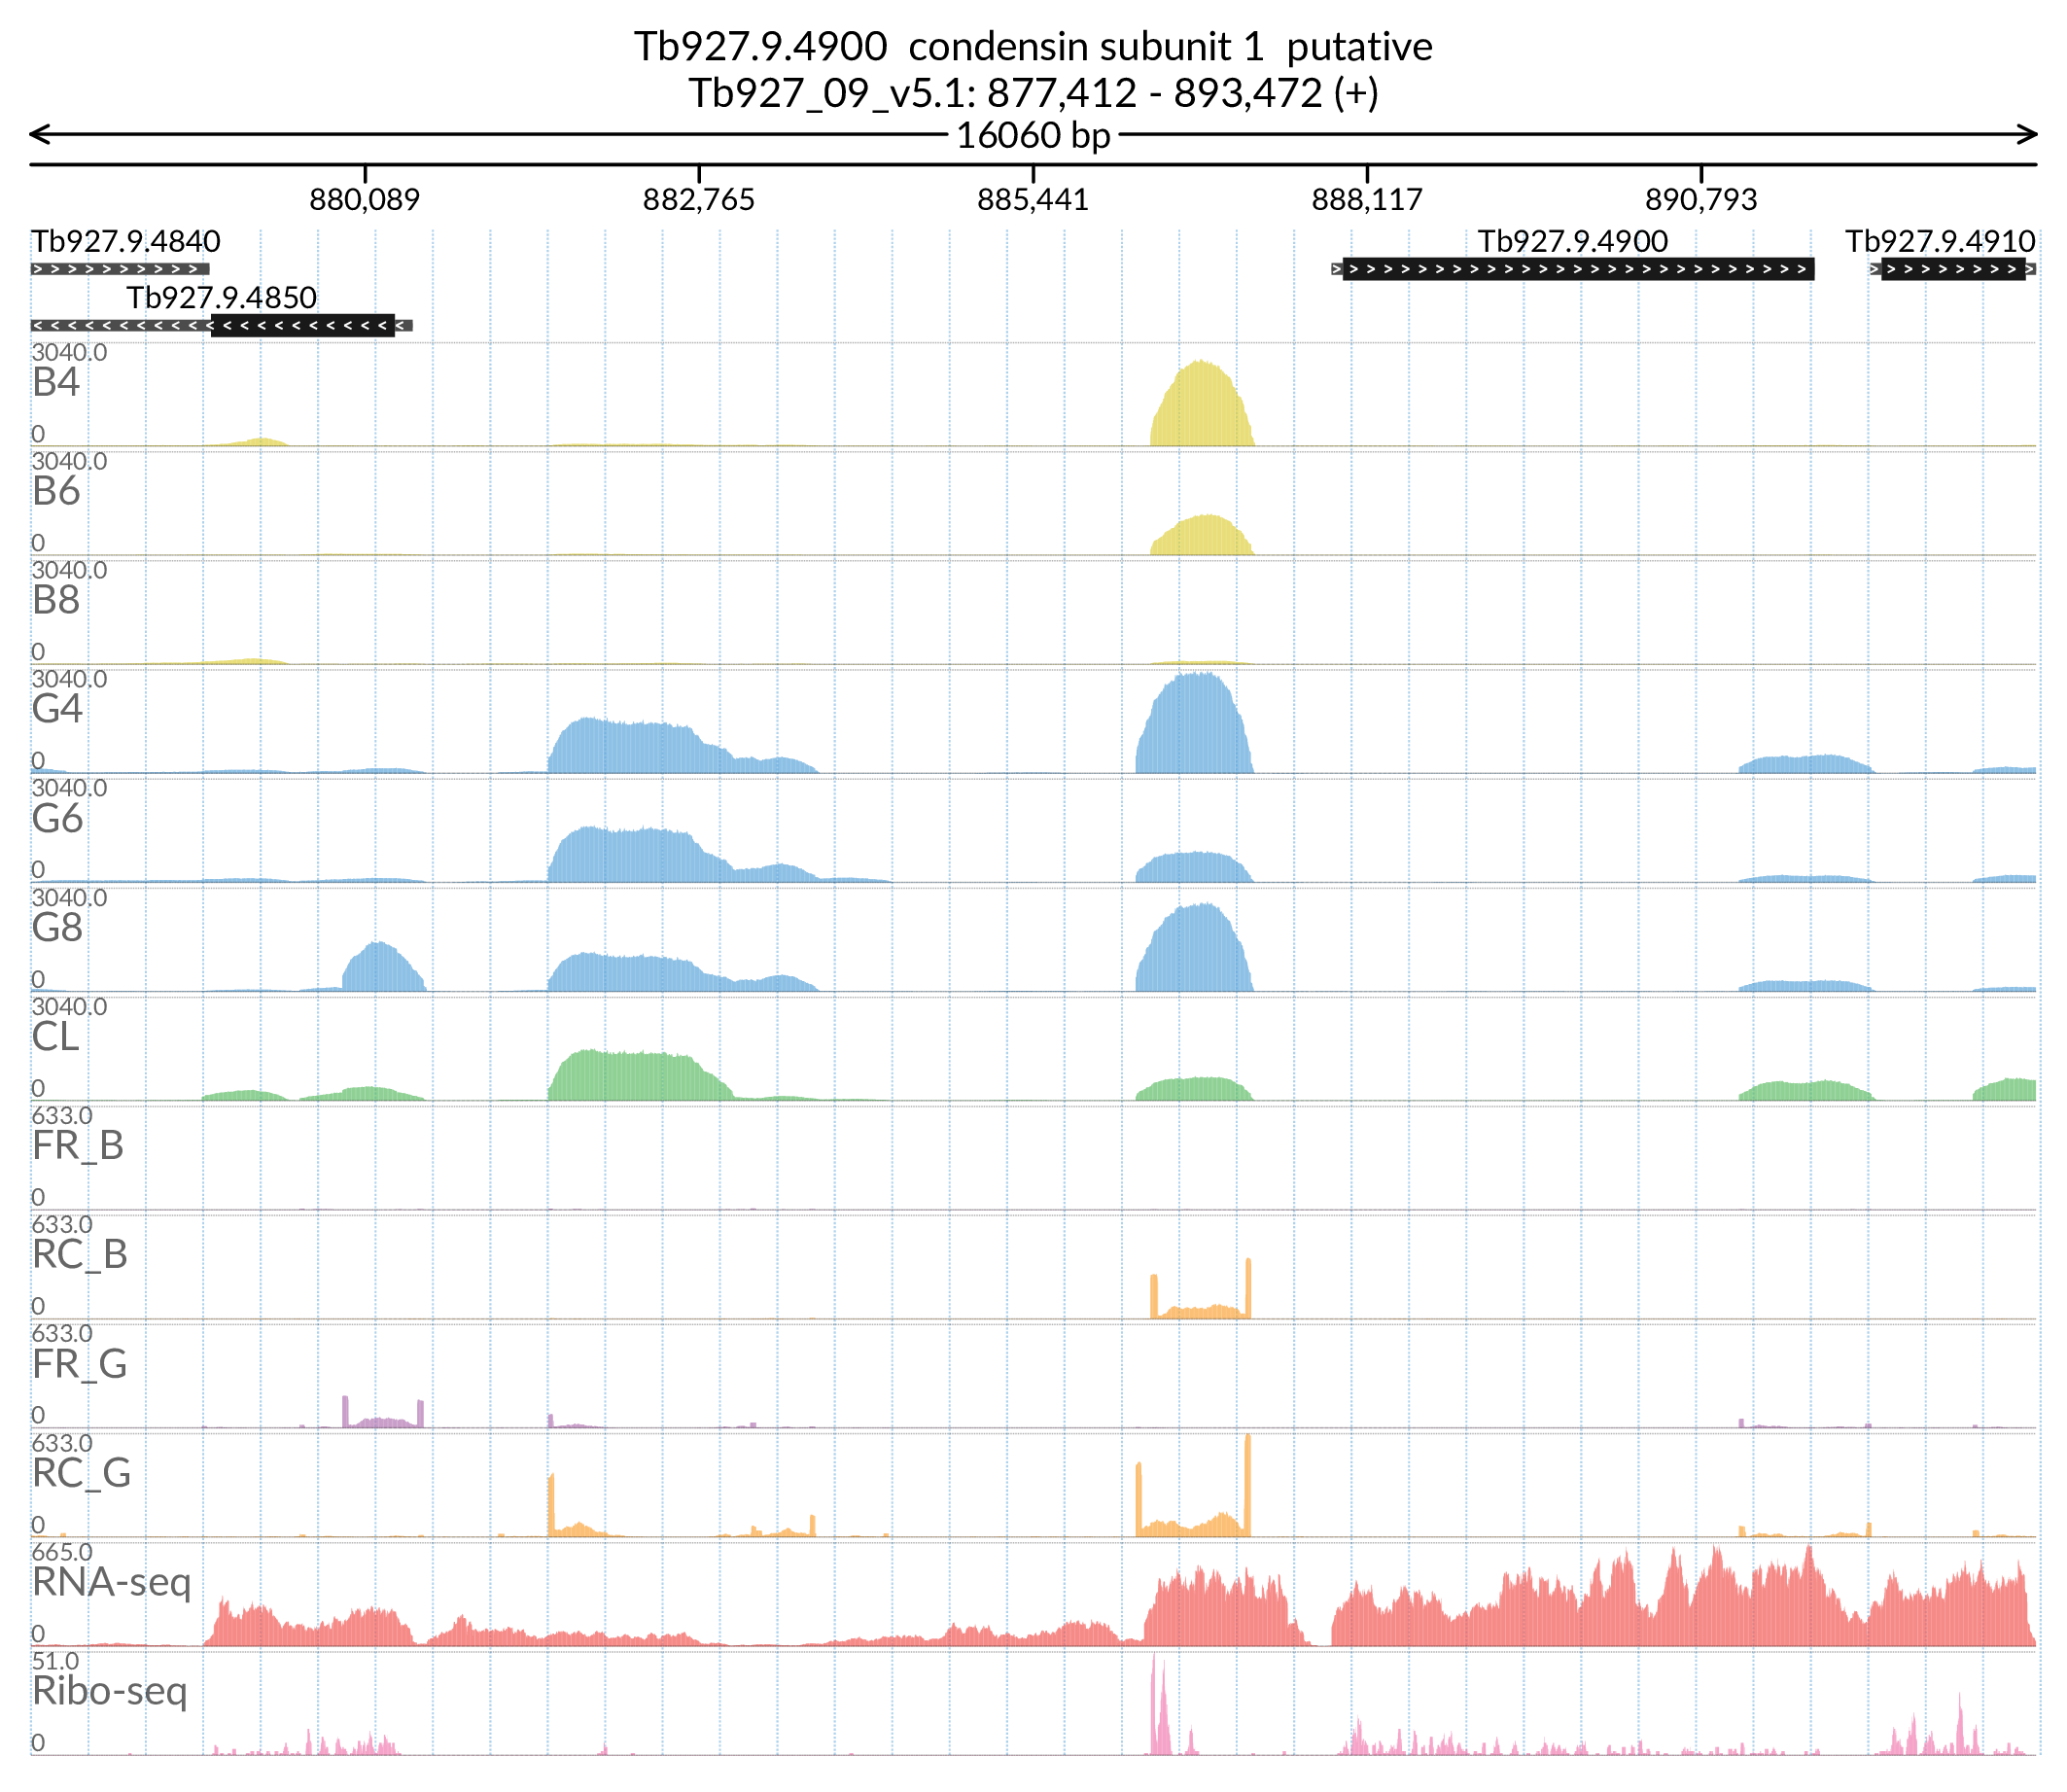 Tb927.9.4900  condensin subunit 1  putative
Tb927_09_v5.1: 877,412 - 893,472 (+)
16060 bp
880,089 882,765 885,441 888,117 890,793
Tb927.9.4840 Tb927.9.4900 Tb927.9.4910
Tb927.9.4850
3040.0
B4
0
3040.0
B6
0
3040.0
B8
0
3040.0
G4
0
3040.0
G6
0
3040.0
G8
0
3040.0
CL
0
633.0
FR_B
0
633.0
RC_B
0
633.0
FR_G
0
633.0
RC_G
0
665.0
RNA-seq
0
51.0
Ribo-seq
0